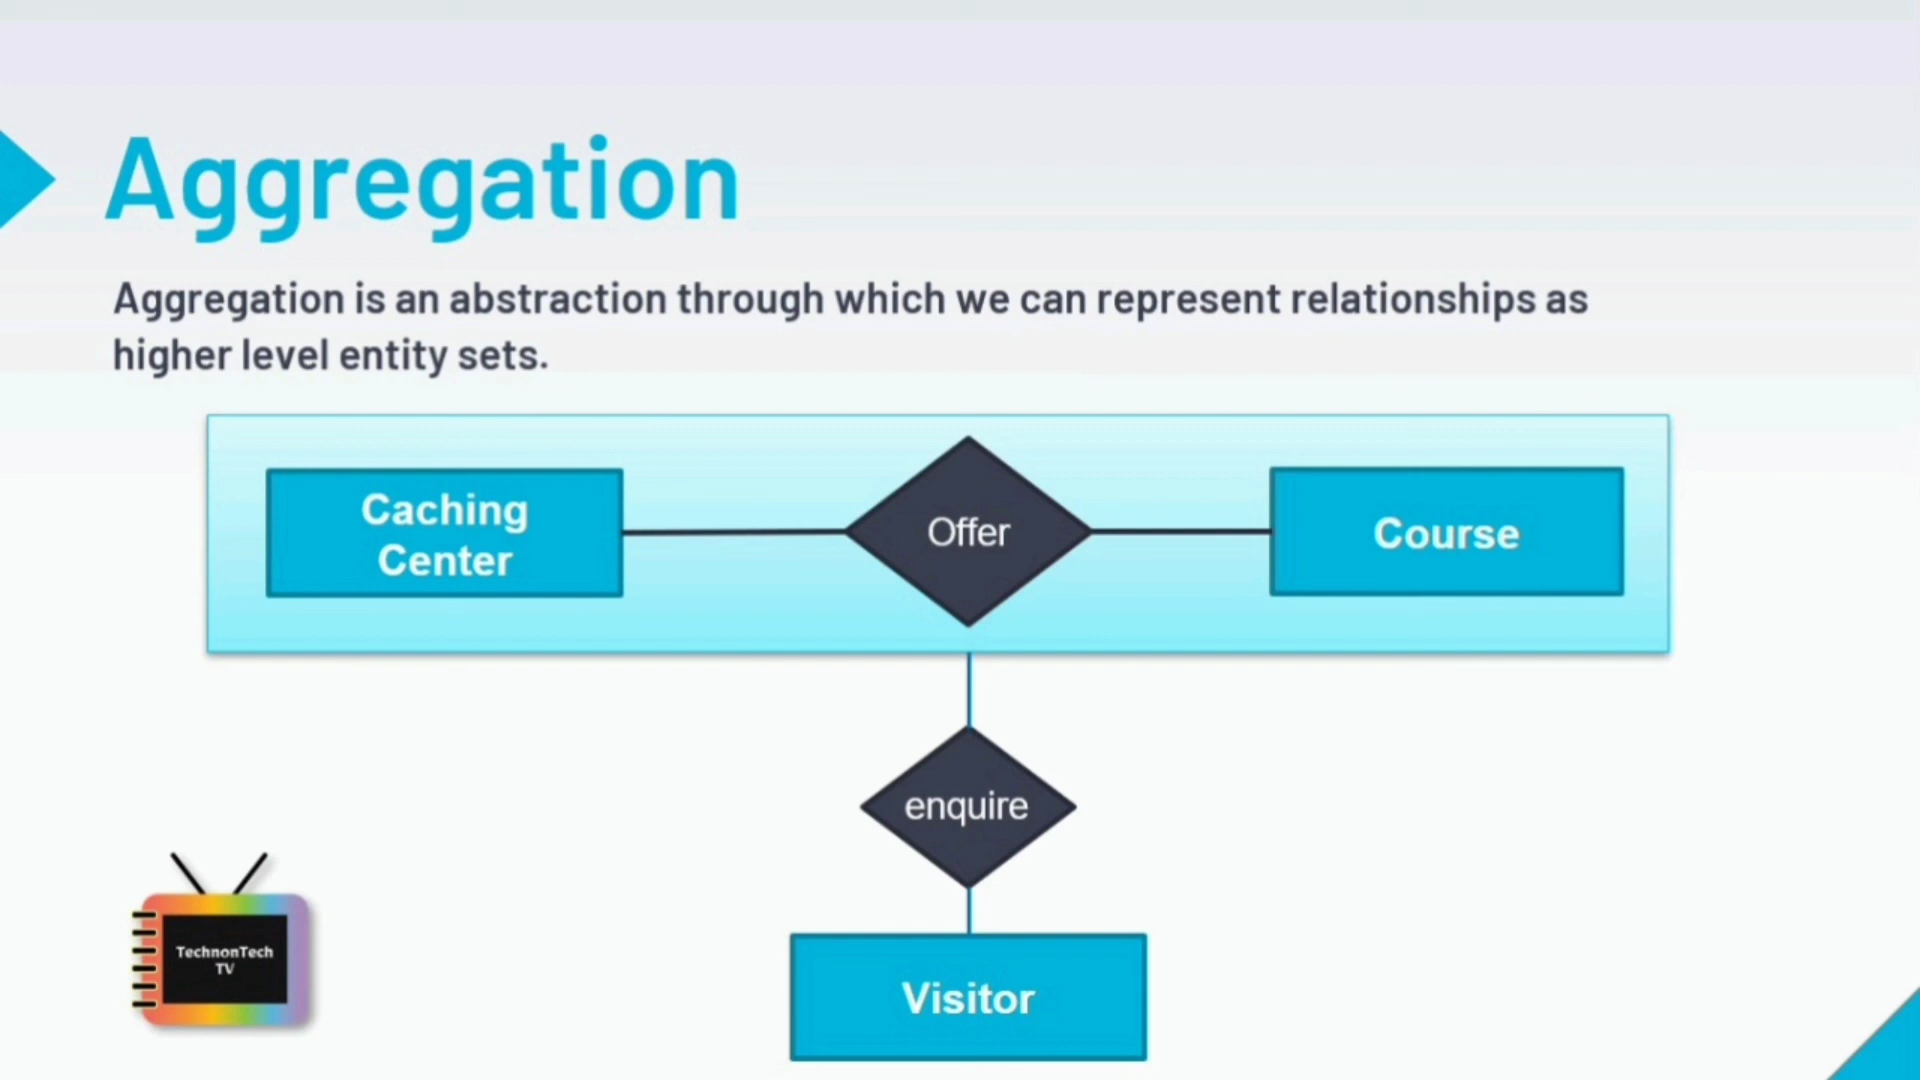 Aggregation
Aggregation is an abstraction through which we can represent relationships as
higher level entity sets.
Caching
Center
Offer
Course
enquire
Visitor
TechnonTech
TV